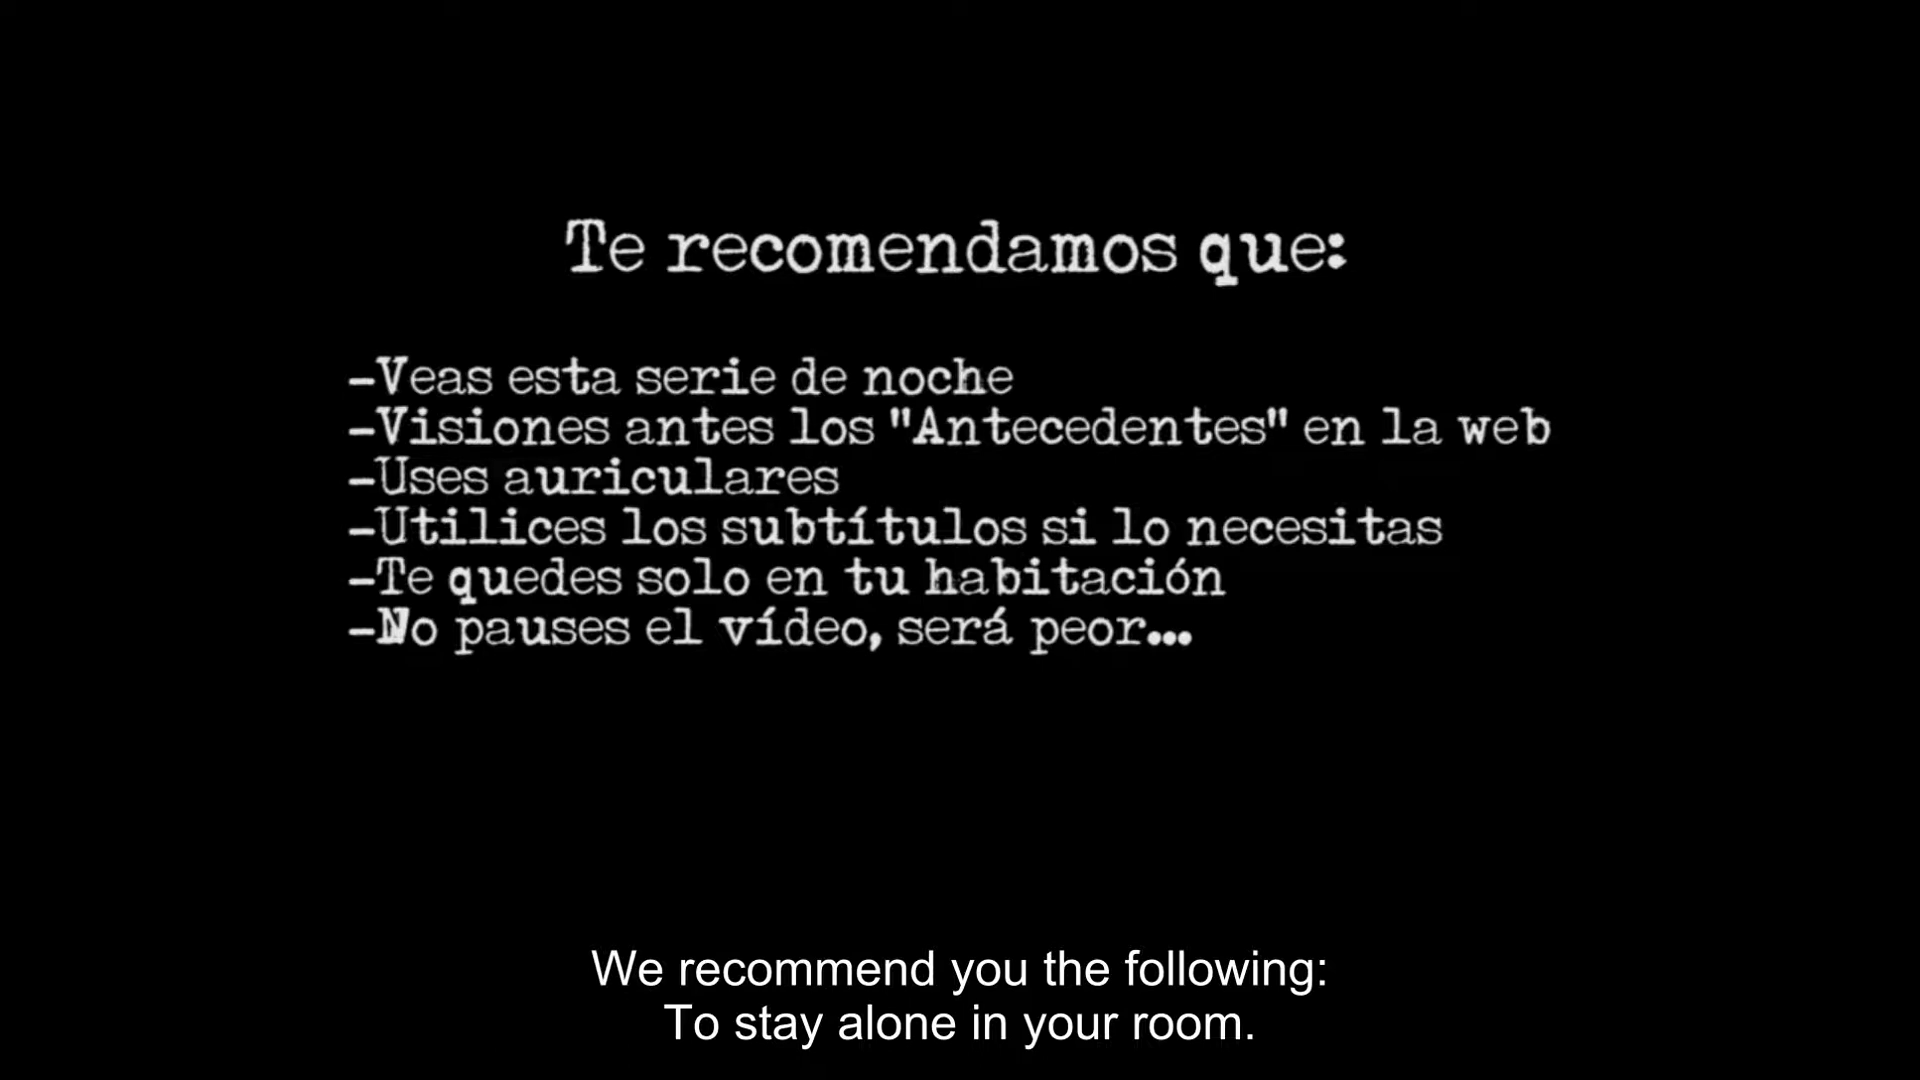 Te recomendamos que:
-Veas esta serie de noche
-Visiones antes los "Antecedentes" en la web
-Uses auriculares
-Utilices los subtítulos si lo necesitas
-Te quedes solo en tu habitación
-No pauses el vídeo, será peor...
We recommend you the following:
To stay alone in your room.